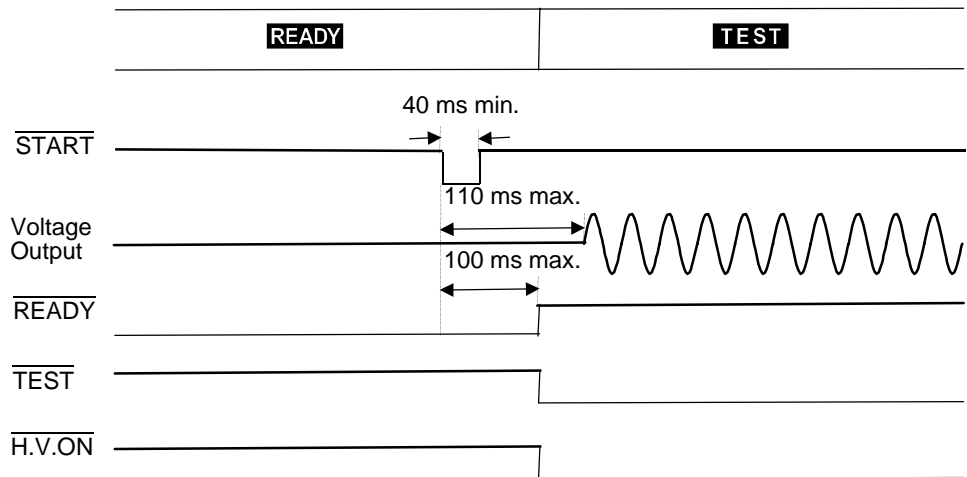 READY
TEST
40 ms min.
START
110 ms max.
Voltage
Output
100 ms max.
READY
TEST
H.V.ON